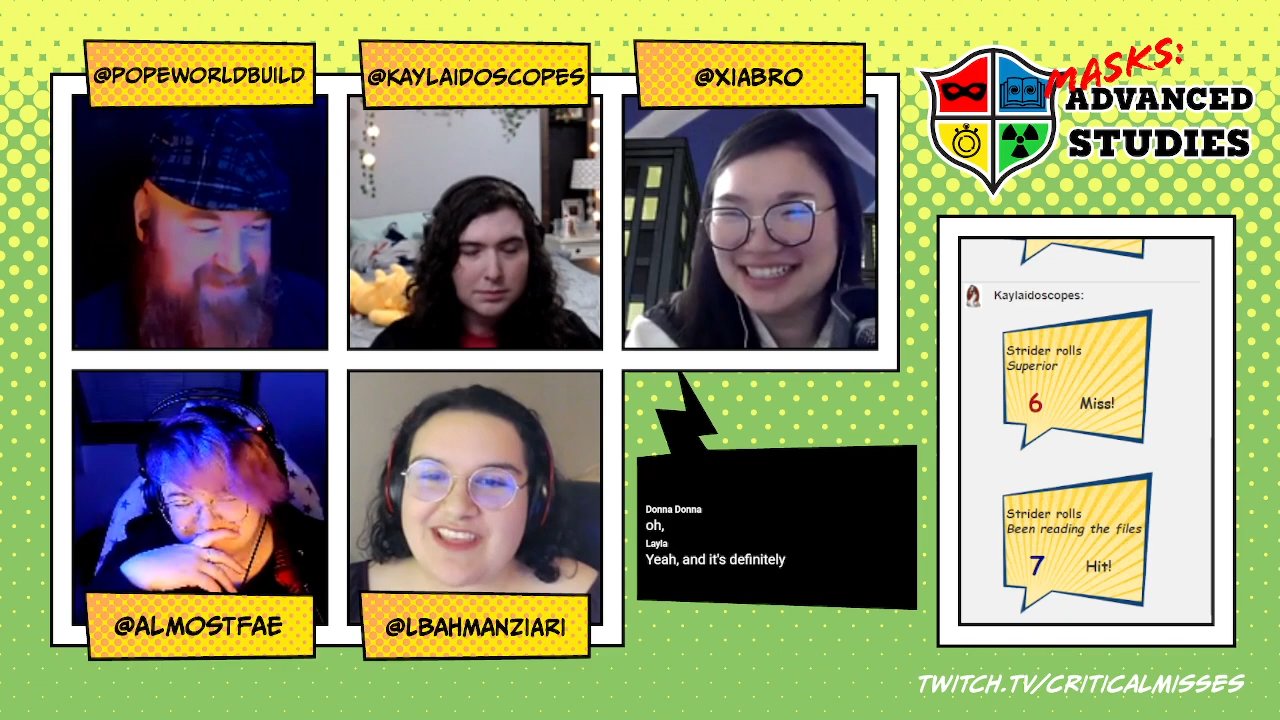 @POPEWORLDBUILD
@KAYLAIDOSCOPES
@XIABRO
MASKS:
ADVANCED
STUDIES
Kaylaidoscopes:
Strider rolls
Superior
6 Miss!
Strider rolls
Been reading the files
7 Hit!
Donna Donna
oh,
Layla
Yeah, and it's definitely
@ALMOSTFAE
@LBAHMANZIARI
TWITCH.TV/CRITICALMISSES